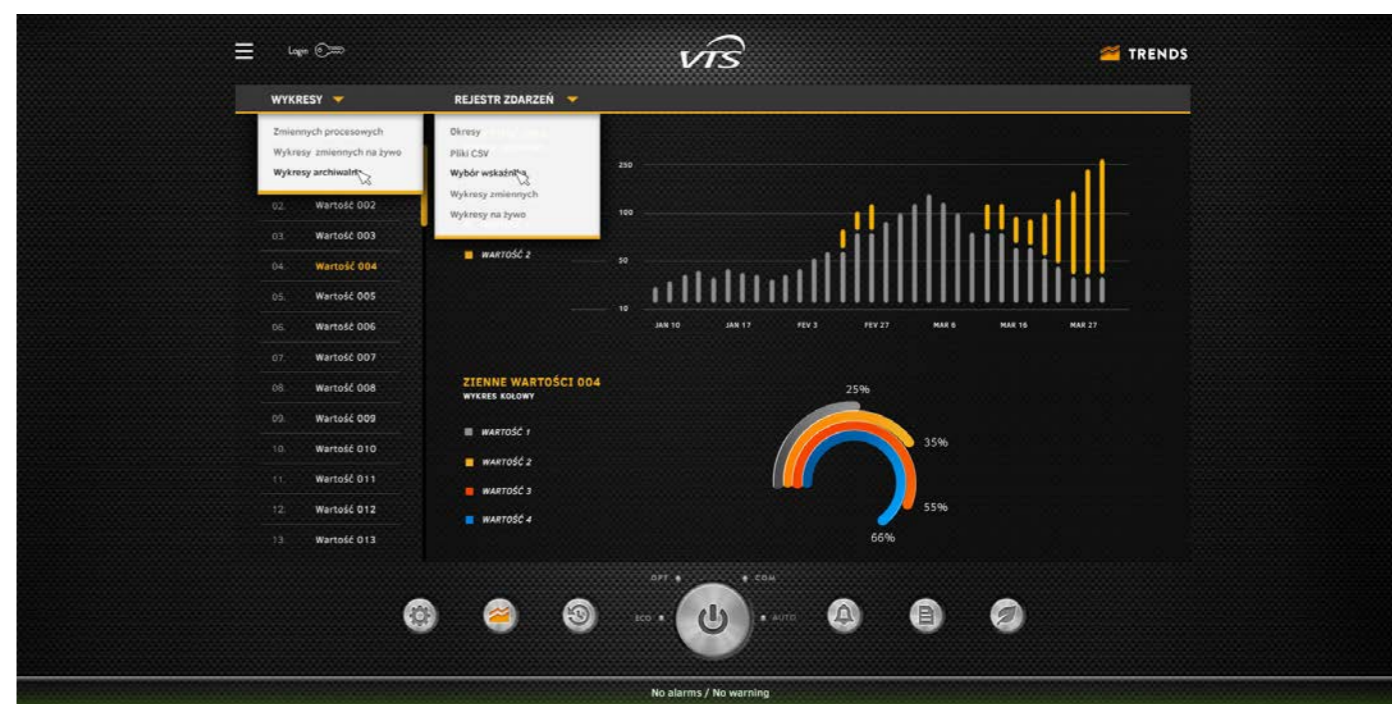 Login
VTS
TRENDS
WYKRESY
REJESTR ZDARZEŃ
Zmiennych procesowych
Wykresy zmiennych na żywo
Wykresy archiwalne
Okresy
Pliki CSV
Wybór wskaźnika
Wykresy zmiennych
Wykresy na żywo
02. Wartość 002
03. Wartość 003
04. Wartość 004
05. Wartość 005
06. Wartość 006
07. Wartość 007
08. Wartość 008
09. Wartość 009
10. Wartość 010
11. Wartość 011
12. Wartość 012
13. Wartość 013
WARTOŚĆ 2
250
100
50
10
JAN 10 JAN 17 FEV 3 FEV 27 MAR 6 MAR 16 MAR 27
ZIENNE WARTOŚCI 004
WYKRES KOŁOWY
WARTOŚĆ 1
WARTOŚĆ 2
WARTOŚĆ 3
WARTOŚĆ 4
25%
35%
55%
66%
OPT COM
ECO AUTO
No alarms / No warning